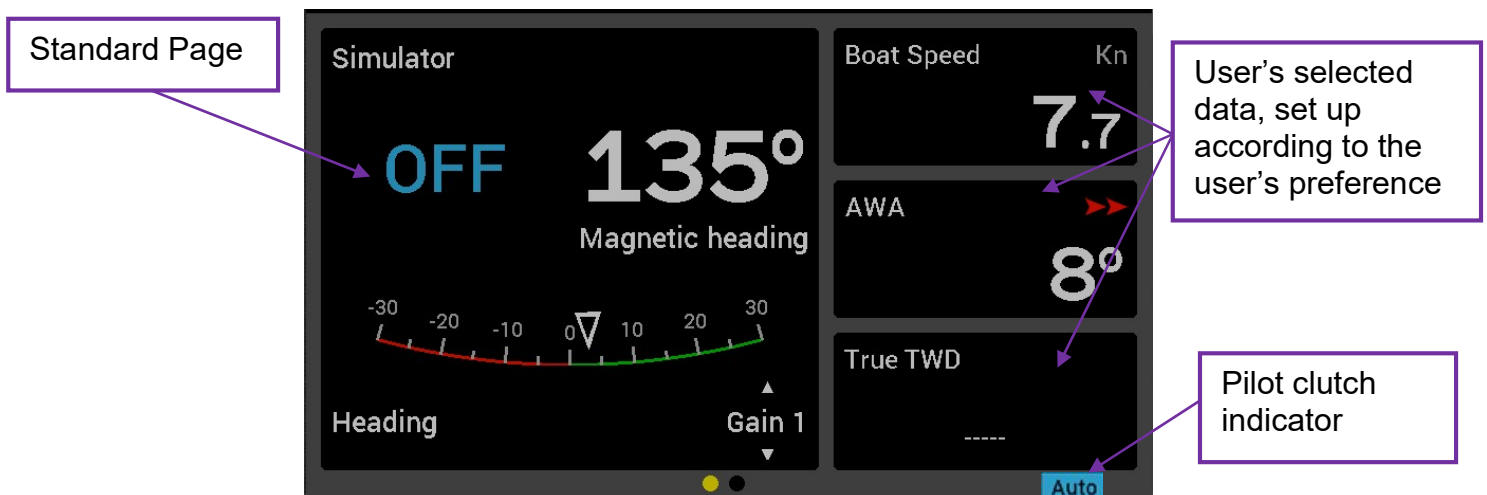 Standard Page
Simulator
OFF
135°
Magnetic heading
-30
-20
-10
0
10
20
30
Heading
Gain 1
Boat Speed
Kn
7.7
AWA
8°
True TWD
-----
Auto
User’s selected
data, set up
according to the
user’s preference
Pilot clutch
indicator